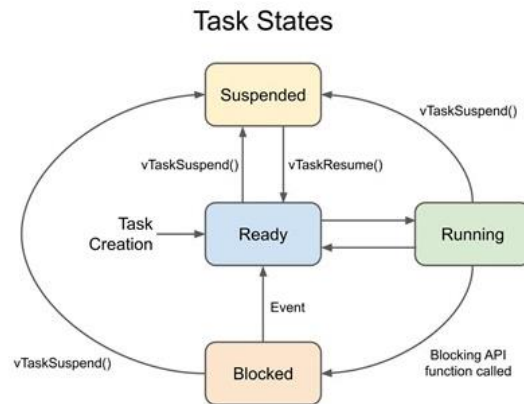 Task States
Suspended
vTaskSuspend()
vTaskSuspend()
vTaskResume()
Task
Creation
Ready
Running
Event
vTaskSuspend()
Blocked
Blocking API
function called